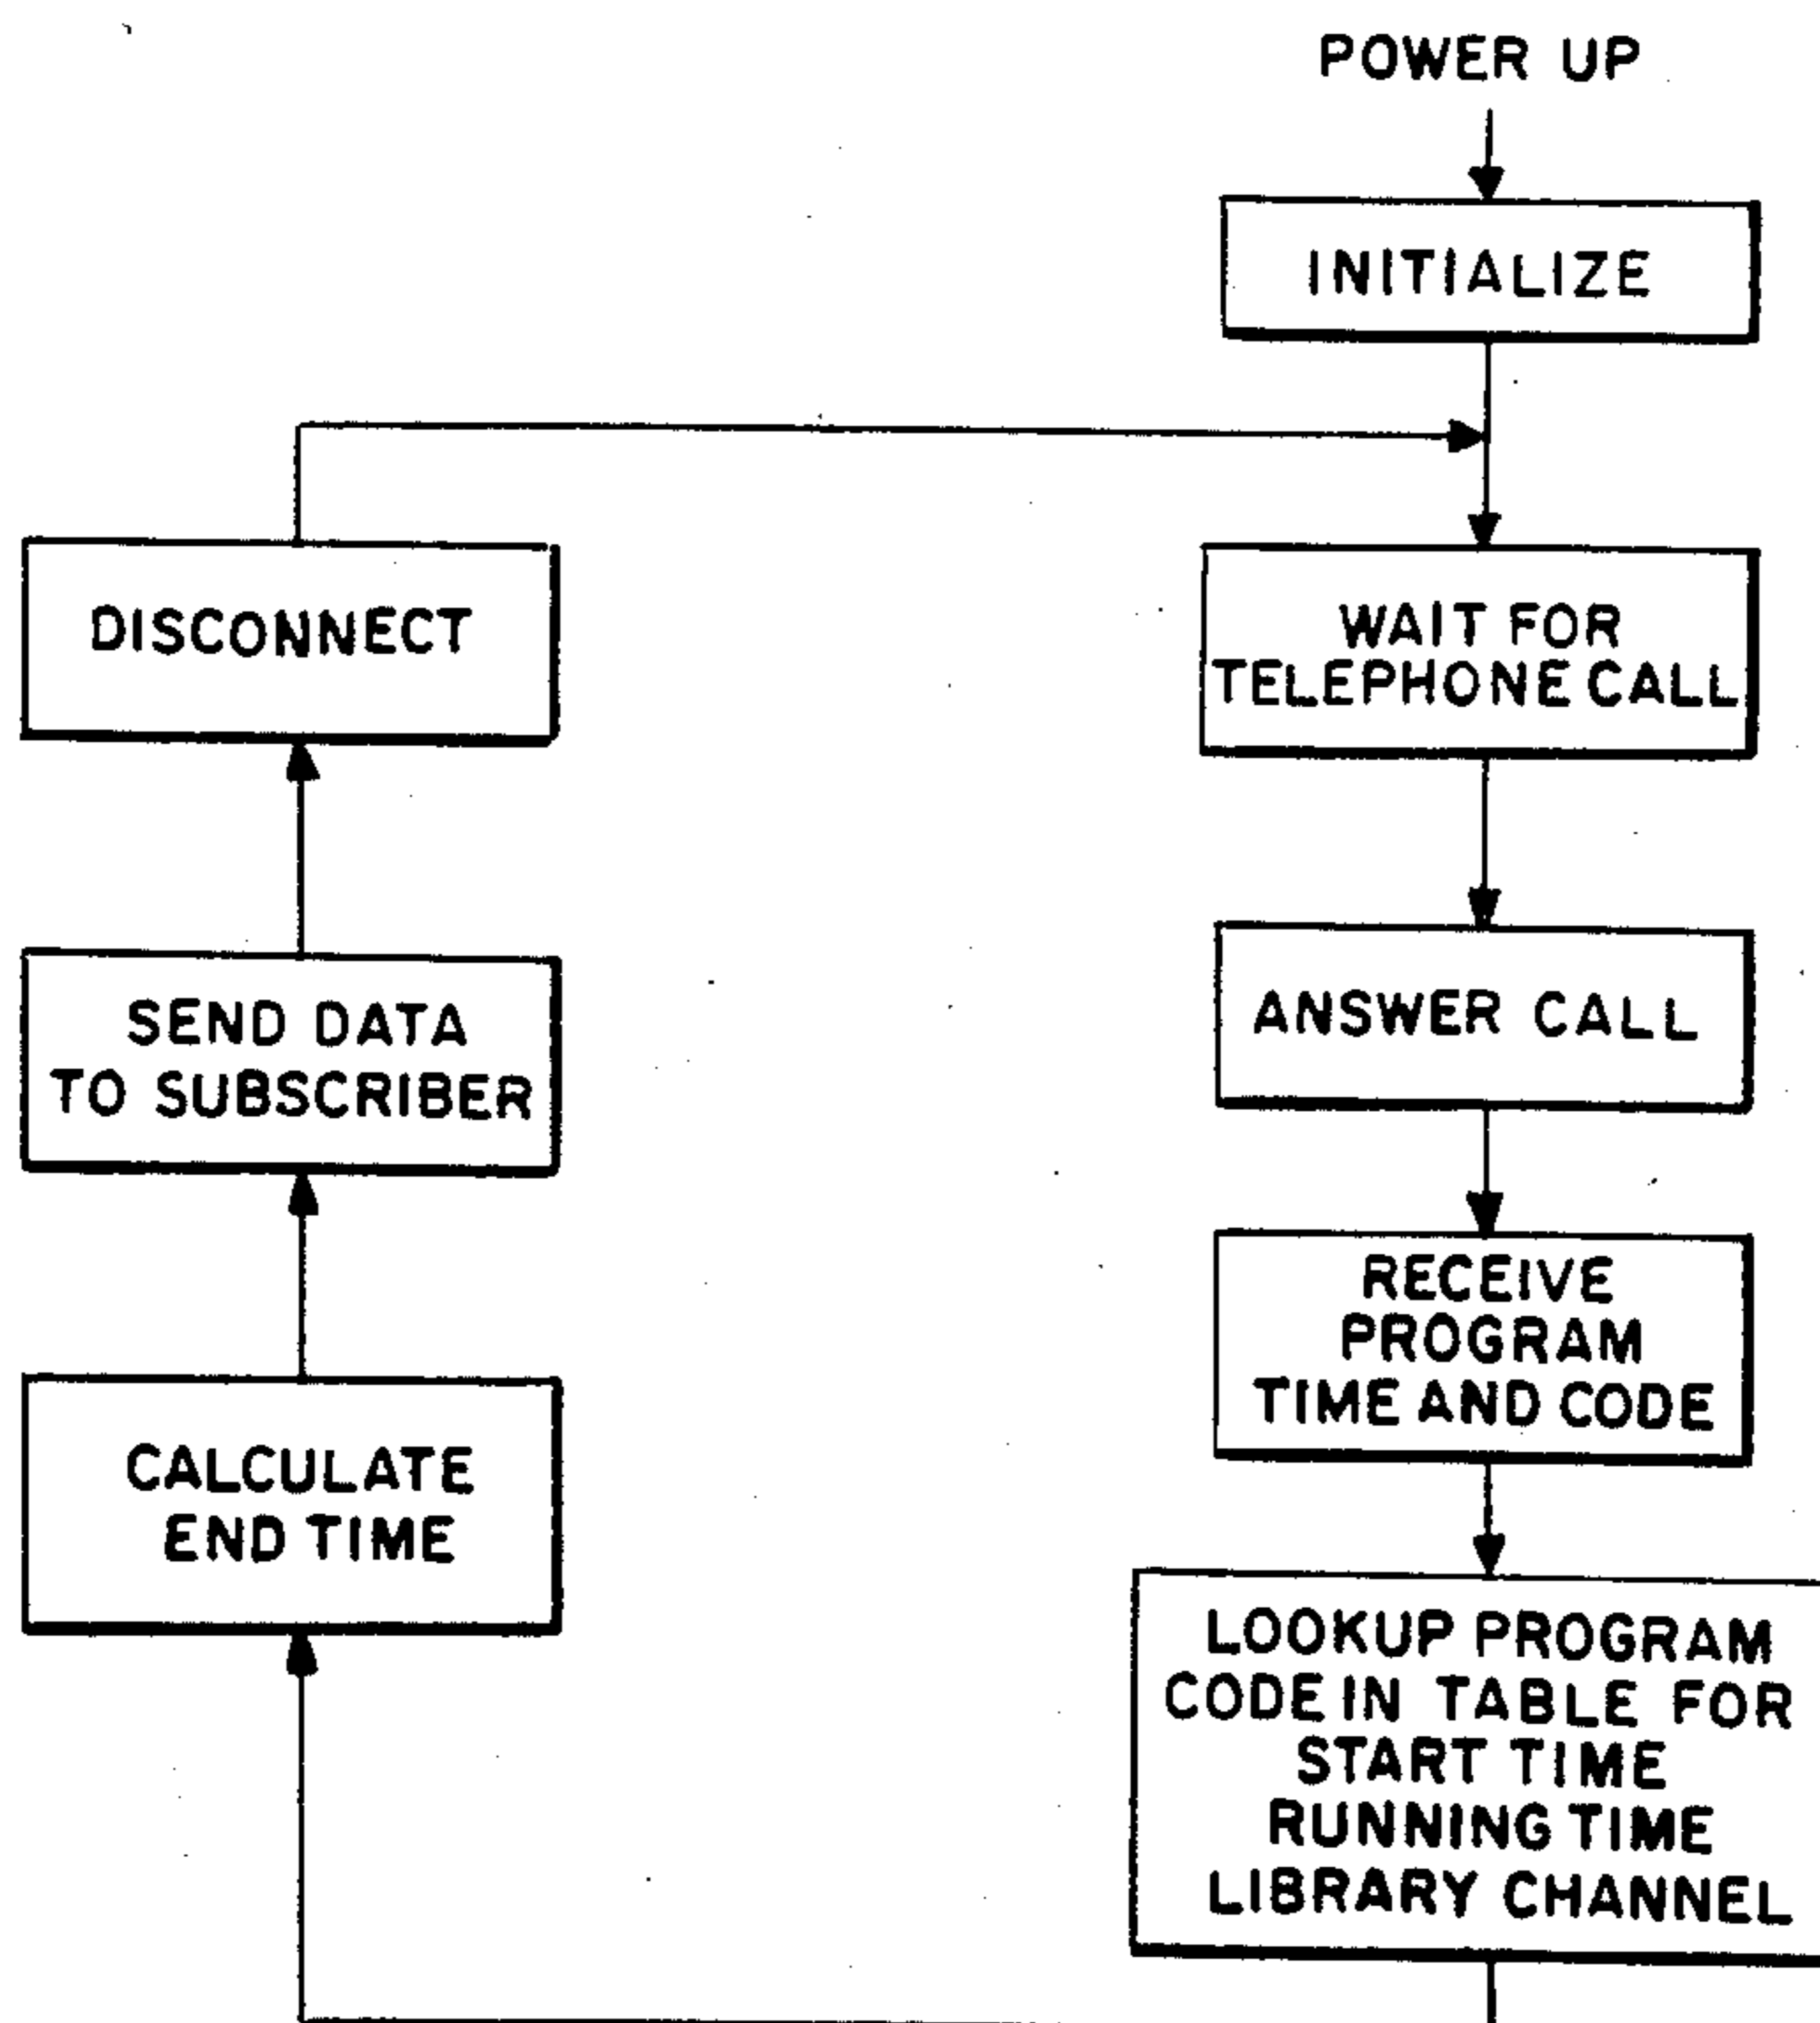 POWER UP
INITIALIZE
WAIT FOR
TELEPHONE CALL
ANSWER CALL
RECEIVE
PROGRAM
TIME AND CODE
LOOKUP PROGRAM
CODE IN TABLE FOR
START TIME
RUNNING TIME
LIBRARY CHANNEL
CALCULATE
END TIME
SEND DATA
TO SUBSCRIBER
DISCONNECT